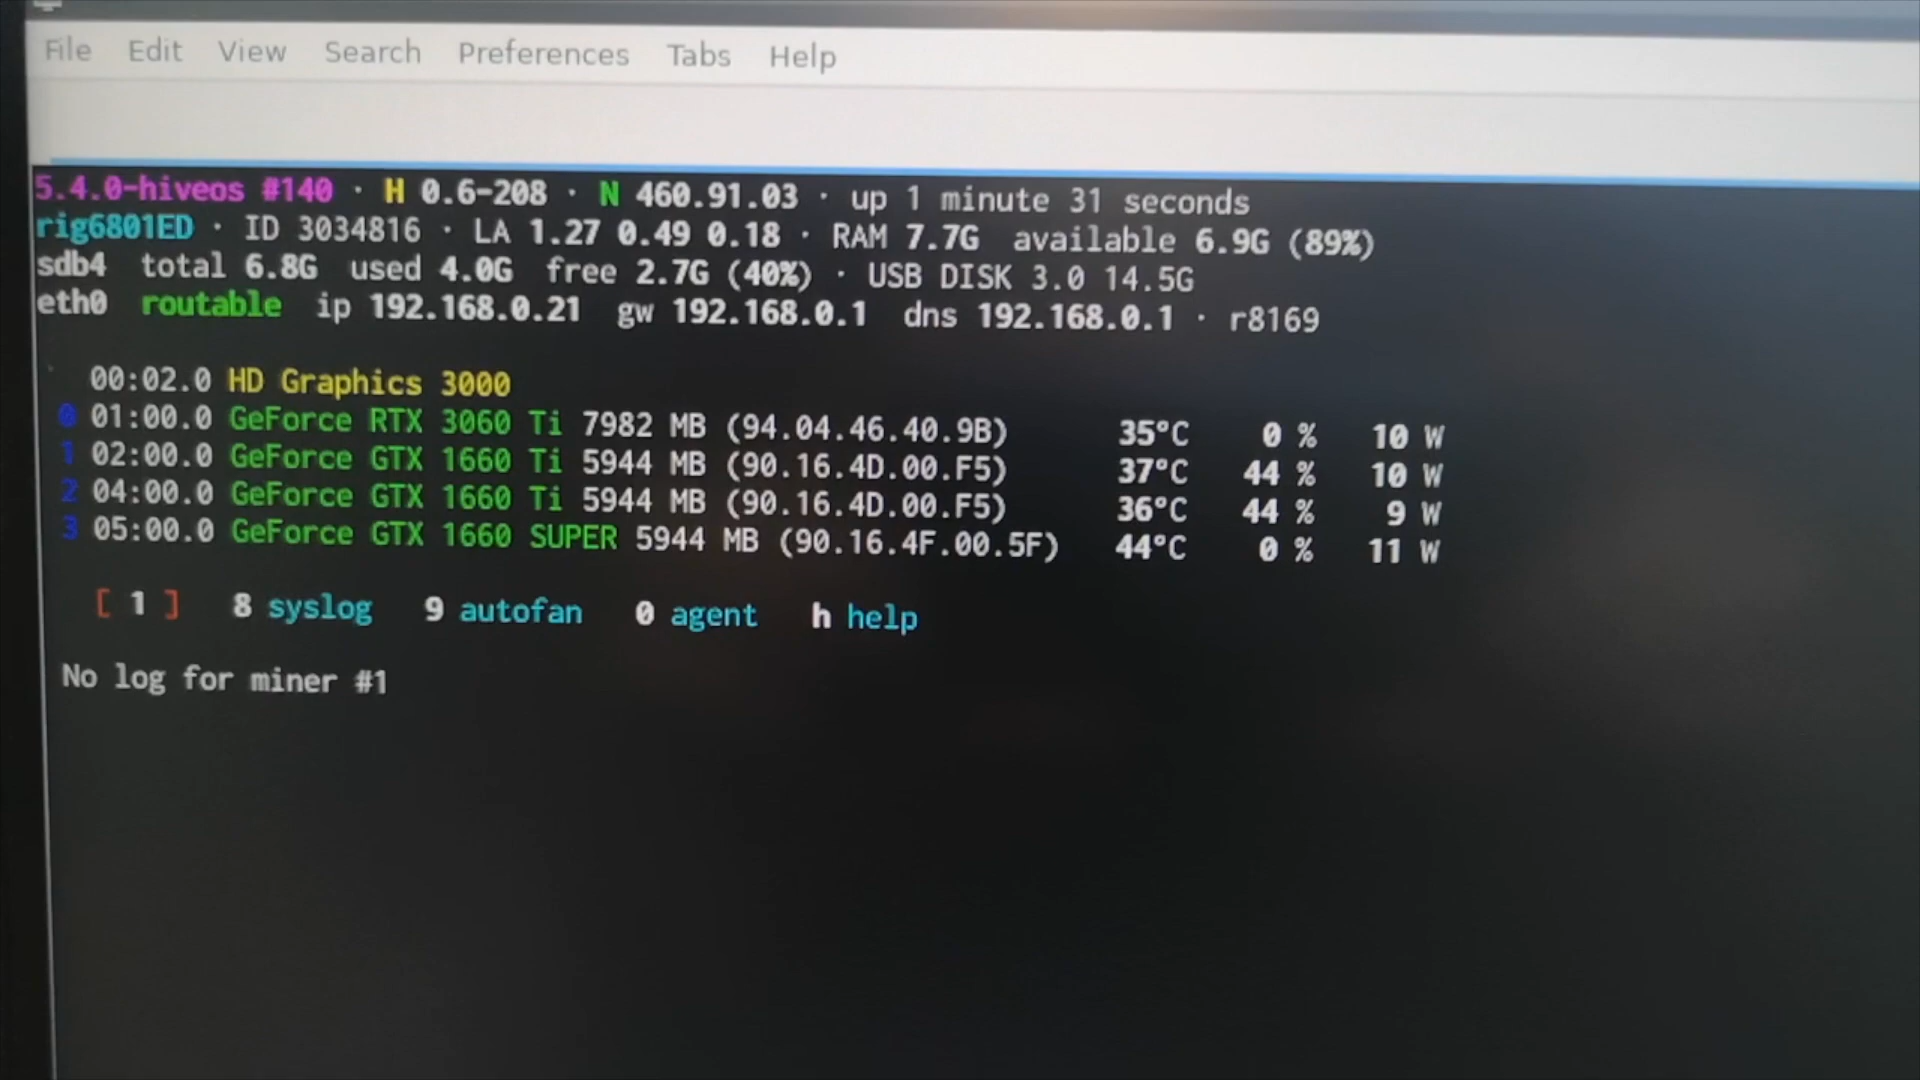 File Edit View Search Preferences Tabs Help
5.4.0-hiveos #140 · H 0.6-208 · N 460.91.03 · up 1 minute 31 seconds
rig6801ED · ID 3034816 · LA 1.27 0.49 0.18 · RAM 7.7G available 6.9G (89%)
sdb4 total 6.8G used 4.0G free 2.7G (40%) · USB DISK 3.0 14.5G
eth0 routable ip 192.168.0.21 gw 192.168.0.1 dns 192.168.0.1 · r8169
00:02.0 HD Graphics 3000
0 01:00.0 GeForce RTX 3060 Ti 7982 MB (94.04.46.40.9B) 35°C 0 % 10 W
1 02:00.0 GeForce GTX 1660 Ti 5944 MB (90.16.4D.00.F5) 37°C 44 % 10 W
2 04:00.0 GeForce GTX 1660 Ti 5944 MB (90.16.4D.00.F5) 36°C 44 % 9 W
3 05:00.0 GeForce GTX 1660 SUPER 5944 MB (90.16.4F.00.5F) 44°C 0 % 11 W
[ 1 ] 8 syslog 9 autofan 0 agent h help
No log for miner #1